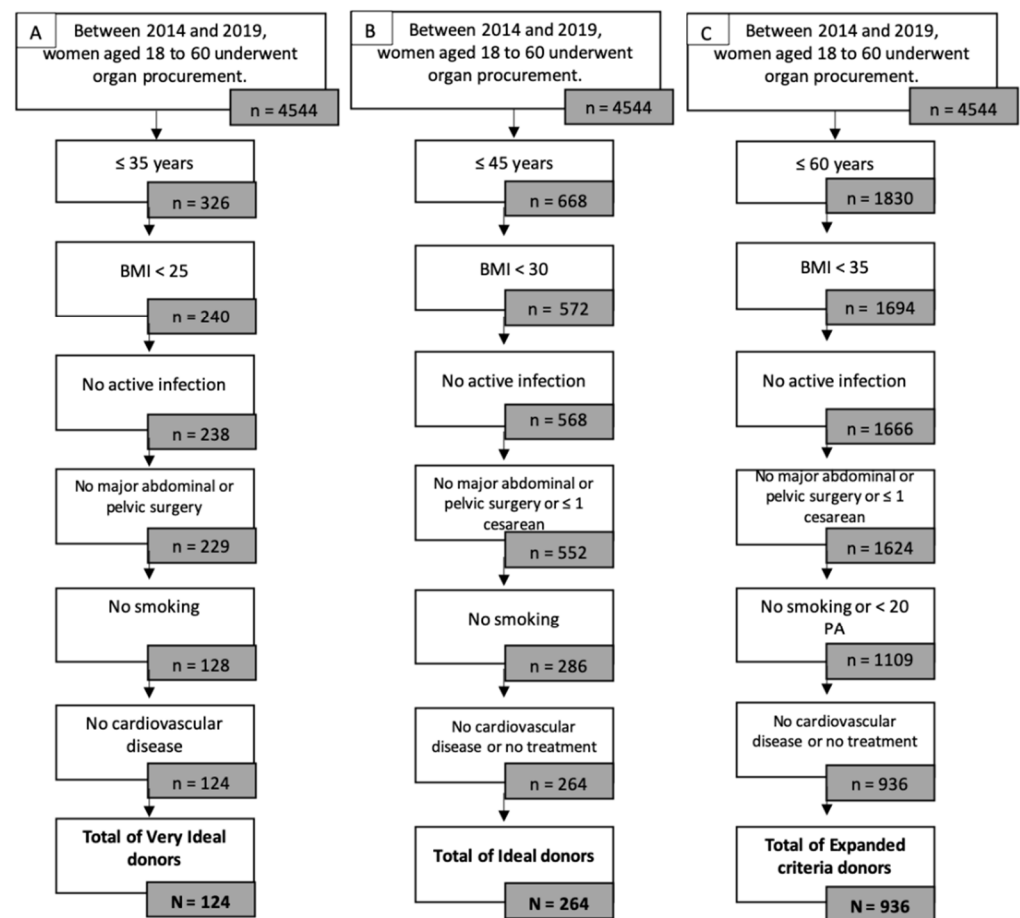 A
Between 2014 and 2019,
women aged 18 to 60 underwent
organ procurement.
n = 4544
≤ 35 years
n = 326
BMI < 25
n = 240
No active infection
n = 238
No major abdominal or
pelvic surgery
n = 229
No smoking
n = 128
No cardiovascular
disease
n = 124
Total of Very Ideal
donors
N = 124
B
Between 2014 and 2019,
women aged 18 to 60 underwent
organ procurement.
n = 4544
≤ 45 years
n = 668
BMI < 30
n = 572
No active infection
n = 568
No major abdominal or
pelvic surgery or ≤ 1
cesarean
n = 552
No smoking
n = 286
No cardiovascular
disease or no treatment
n = 264
Total of Ideal donors
N = 264
C
Between 2014 and 2019,
women aged 18 to 60 underwent
organ procurement.
n = 4544
≤ 60 years
n = 1830
BMI < 35
n = 1694
No active infection
n = 1666
No major abdominal or
pelvic surgery or ≤ 1
cesarean
n = 1624
No smoking or < 20
PA
n = 1109
No cardiovascular
disease or no treatment
n = 936
Total of Expanded
criteria donors
N = 936